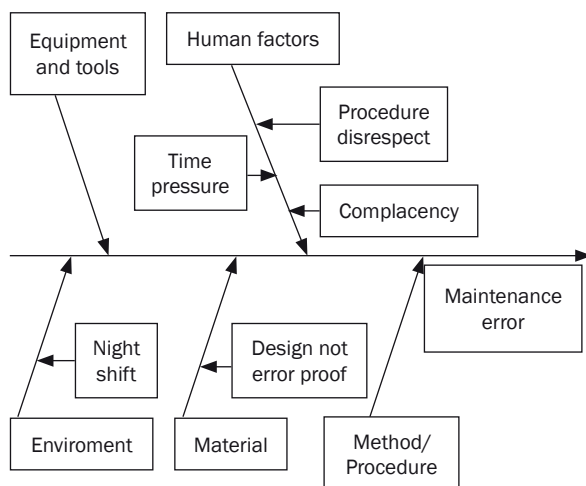 Equipment
and tools
Human factors
Procedure
disrespect
Time
pressure
Complacency
Maintenance
error
Night
shift
Design not
error proof
Enviroment
Material
Method/
Procedure